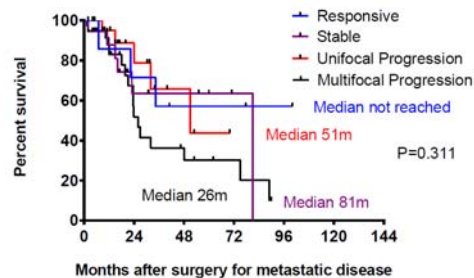 Responsive
Stable
Unifocal Progression
Multifocal Progression
Percent survival
100
80
60
40
20
0
Median not reached
Median 51m
P=0.311
Median 26m
Median 81m
0 24 48 72 96 120 144
Months after surgery for metastatic disease